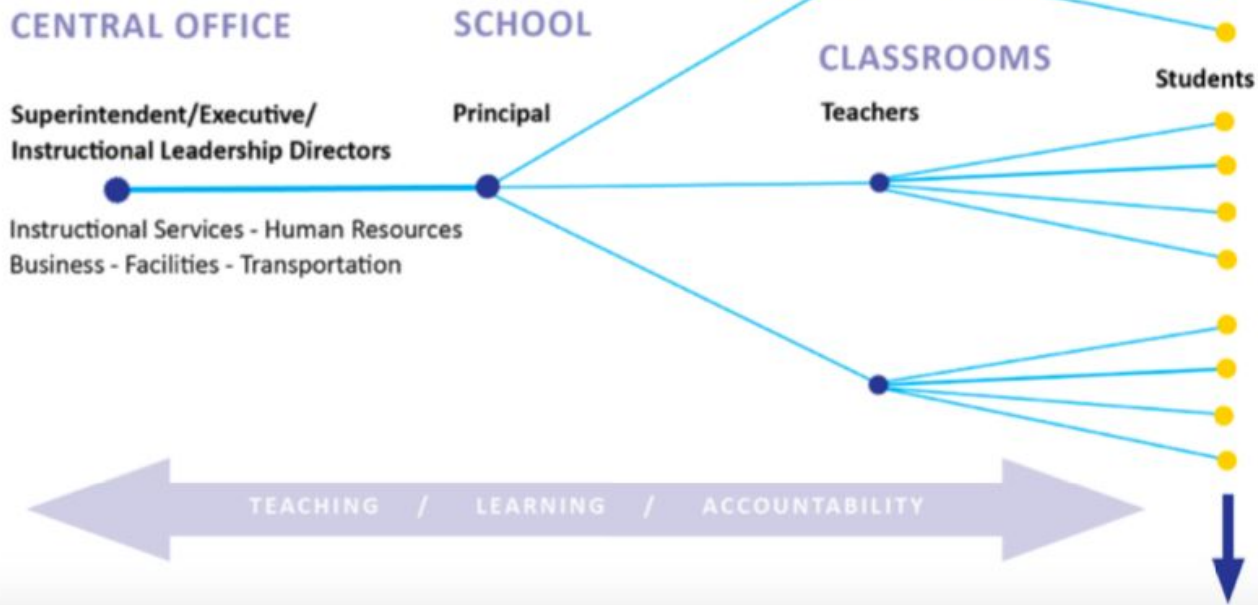 CENTRAL OFFICE
SCHOOL
CLASSROOMS
Students
Superintendent/Executive/
Instructional Leadership Directors
Principal
Teachers
Instructional Services - Human Resources
Business - Facilities - Transportation
TEACHING / LEARNING / ACCOUNTABILITY